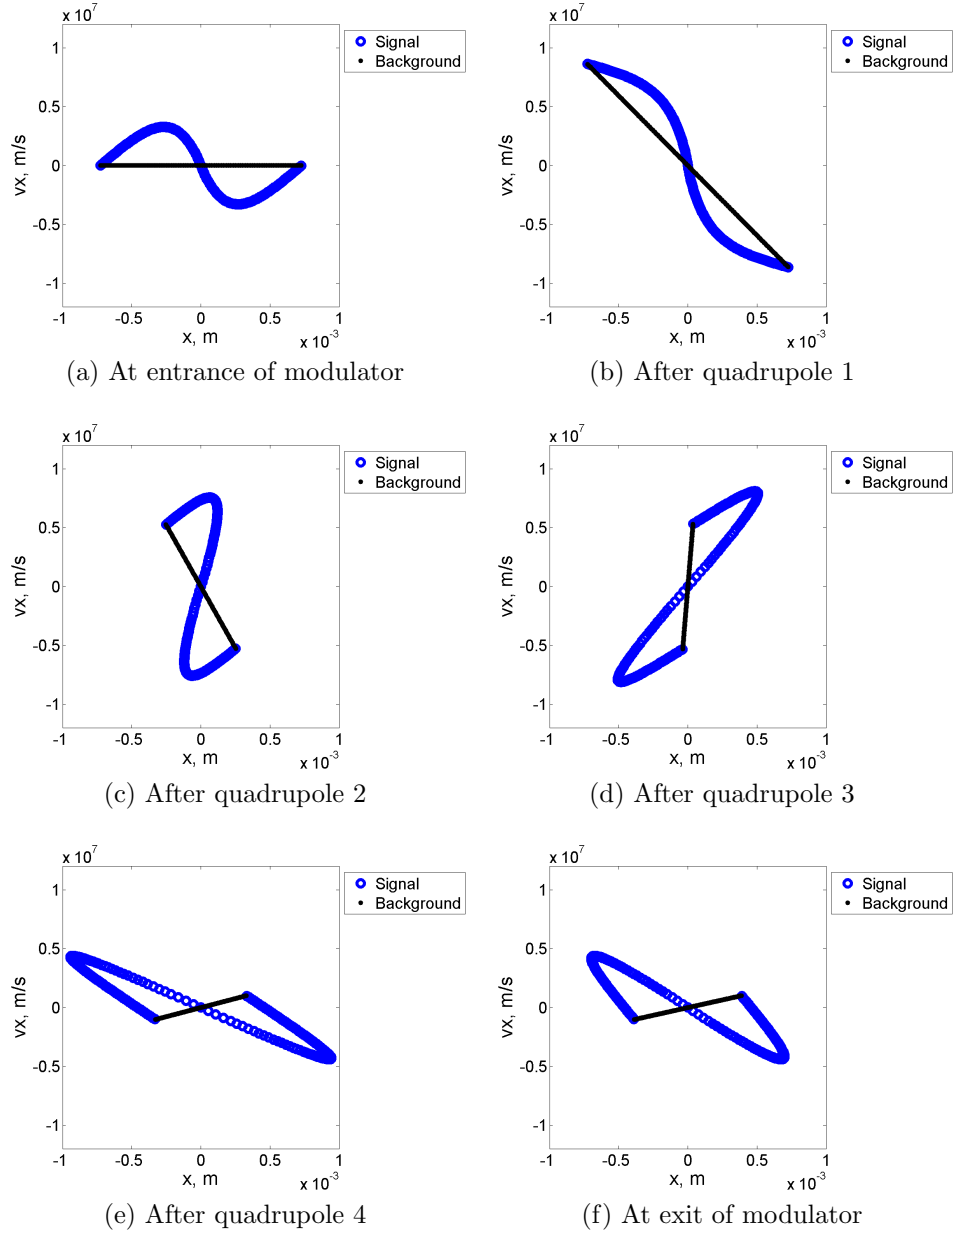 x 10^7
1
0.5
0
-0.5
-1
vx, m/s
-1 -0.5 0 0.5 1
x, m
x 10^-3
Signal
Background
(a) At entrance of modulator
x 10^7
1
0.5
0
-0.5
-1
vx, m/s
-1 -0.5 0 0.5 1
x, m
x 10^-3
Signal
Background
(b) After quadrupole 1
x 10^7
1
0.5
0
-0.5
-1
vx, m/s
-1 -0.5 0 0.5 1
x, m
x 10^-3
Signal
Background
(c) After quadrupole 2
x 10^7
1
0.5
0
-0.5
-1
vx, m/s
-1 -0.5 0 0.5 1
x, m
x 10^-3
Signal
Background
(d) After quadrupole 3
x 10^7
1
0.5
0
-0.5
-1
vx, m/s
-1 -0.5 0 0.5 1
x, m
x 10^-3
Signal
Background
(e) After quadrupole 4
x 10^7
1
0.5
0
-0.5
-1
vx, m/s
-1 -0.5 0 0.5 1
x, m
x 10^-3
Signal
Background
(f) At exit of modulator